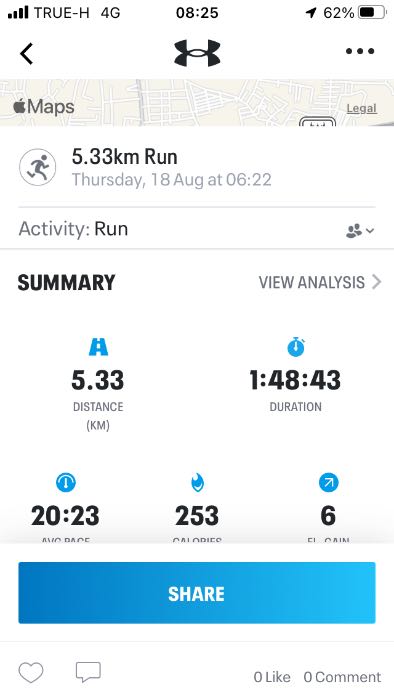 TRUE-H 4G 08:25 62%
Maps Legal
5.33km Run
Thursday, 18 Aug at 06:22
Activity: Run
SUMMARY VIEW ANALYSIS
5.33 1:48:43
DISTANCE DURATION
(KM)
20:23 253 6
AVG PACE CALORIES EL. GAIN
SHARE
0 Like 0 Comment